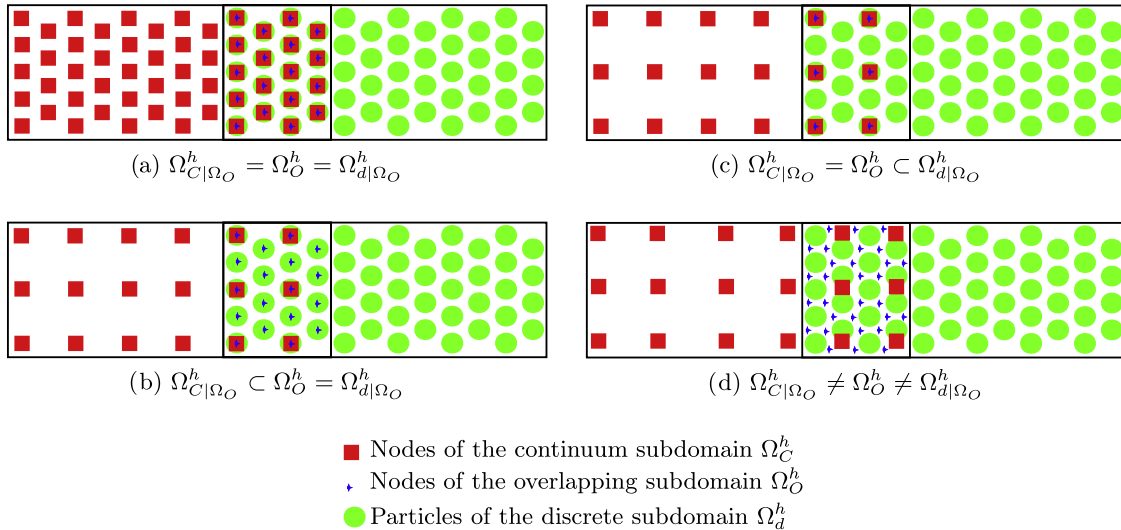 (a) Ω^h_{C|Ω_O} = Ω^h_O = Ω^h_{d|Ω_O}
(c) Ω^h_{C|Ω_O} = Ω^h_O ⊂ Ω^h_{d|Ω_O}
(b) Ω^h_{C|Ω_O} ⊂ Ω^h_O = Ω^h_{d|Ω_O}
(d) Ω^h_{C|Ω_O} ≠ Ω^h_O ≠ Ω^h_{d|Ω_O}
Nodes of the continuum subdomain Ω^h_C
Nodes of the overlapping subdomain Ω^h_O
Particles of the discrete subdomain Ω^h_d